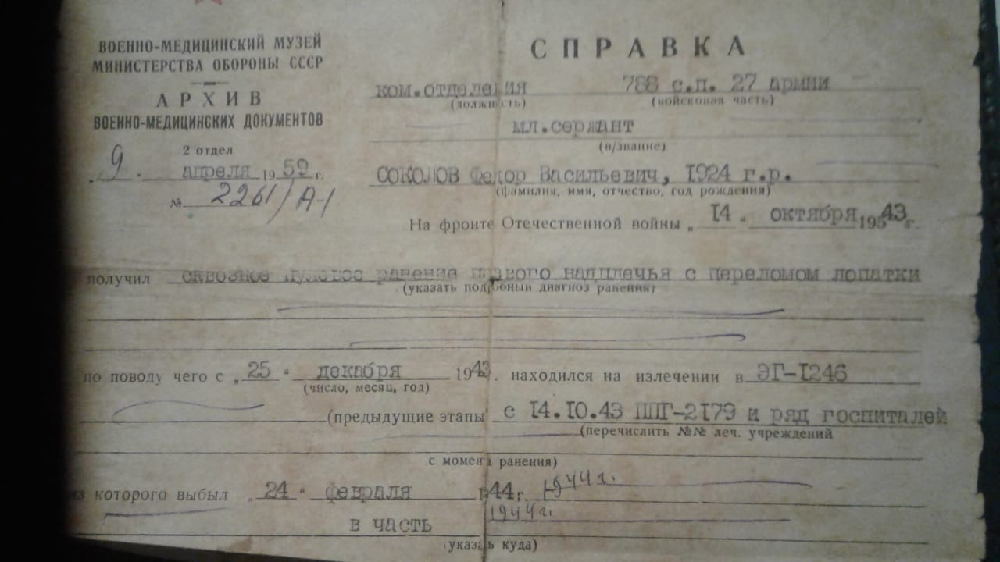 ВОЕННО-МЕДИЦИНСКИЙ МУЗЕЙ
МИНИСТЕРСТВА ОБОРОНЫ СССР
АРХИВ
ВОЕННО-МЕДИЦИНСКИХ ДОКУМЕНТОВ
2 отдел
9. апреля 1959 г.
№ 2261/А-1
СПРАВКА
ком.отделения 788 с.п. 27 армии
(должность) (войсковая часть)
мл.сержант
(в/звание)
СОКОЛОВ Федор Васильевич, 1924 г.р.
(фамилия, имя, отчество, год рождения)
На фронте Отечественной войны „ 14 “ октября 195 43 г.
получил сквозное пулевое ранение правого надплечья с переломом лопатки
(указать подробный диагноз ранения)
по поводу чего с „ 25 “ декабря 1943. находился на излечении в ЭГ-1246
(число, месяц, год)
(предыдущие этапы с 14.10.43 ППГ-2179 и ряд госпиталей
(перечислить №№ леч. учреждений
с момента ранения)
из которого выбыл „ 24 “ февраля 44 г. 1944 г.
в часть 1944 г.
(указать куда)